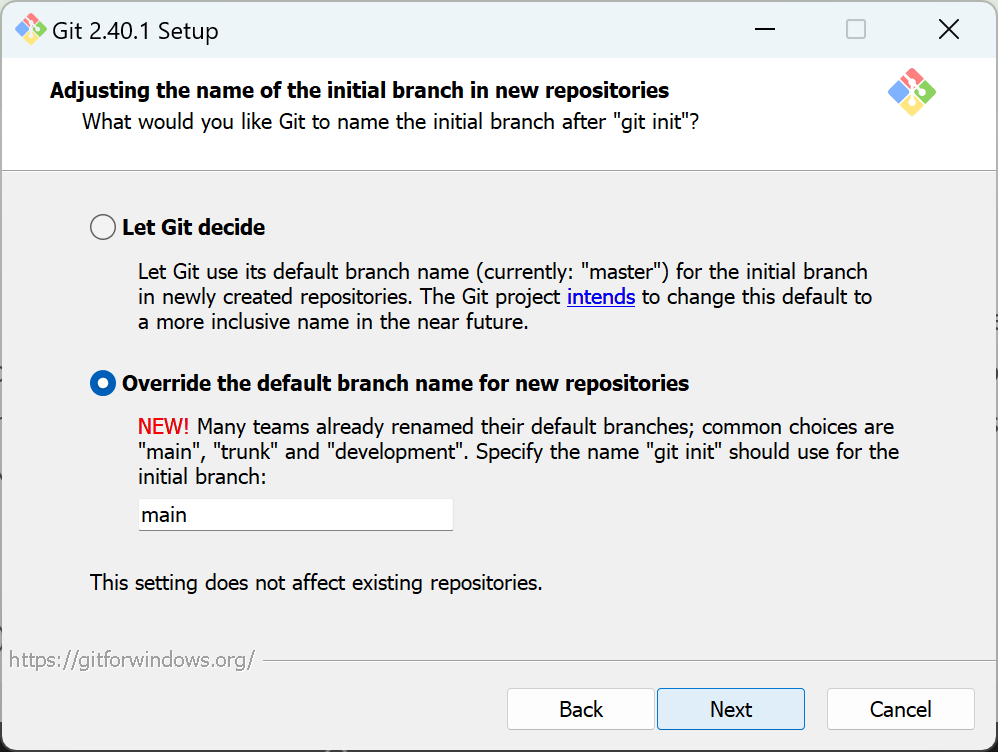 Git 2.40.1 Setup
Adjusting the name of the initial branch in new repositories
What would you like Git to name the initial branch after "git init"?
Let Git decide
Let Git use its default branch name (currently: "master") for the initial branch
in newly created repositories. The Git project intends to change this default to
a more inclusive name in the near future.
Override the default branch name for new repositories
NEW! Many teams already renamed their default branches; common choices are
"main", "trunk" and "development". Specify the name "git init" should use for the
initial branch:
main
This setting does not affect existing repositories.
https://gitforwindows.org/
Back Next Cancel